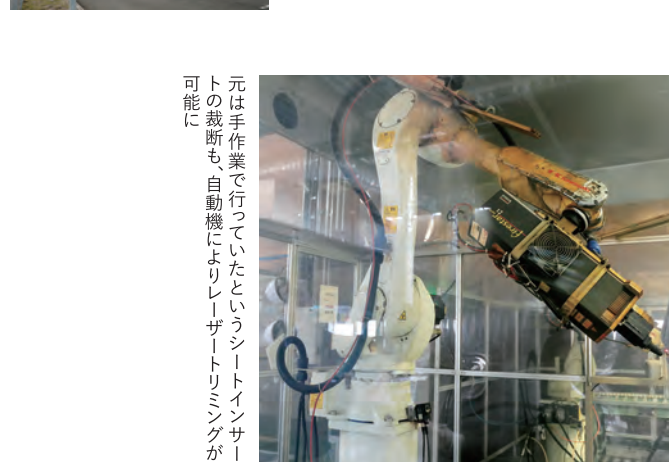 元は手作業で行っていたというシートインサー
トの裁断も、自動機によりレーザートリミングが
可能に
firestar